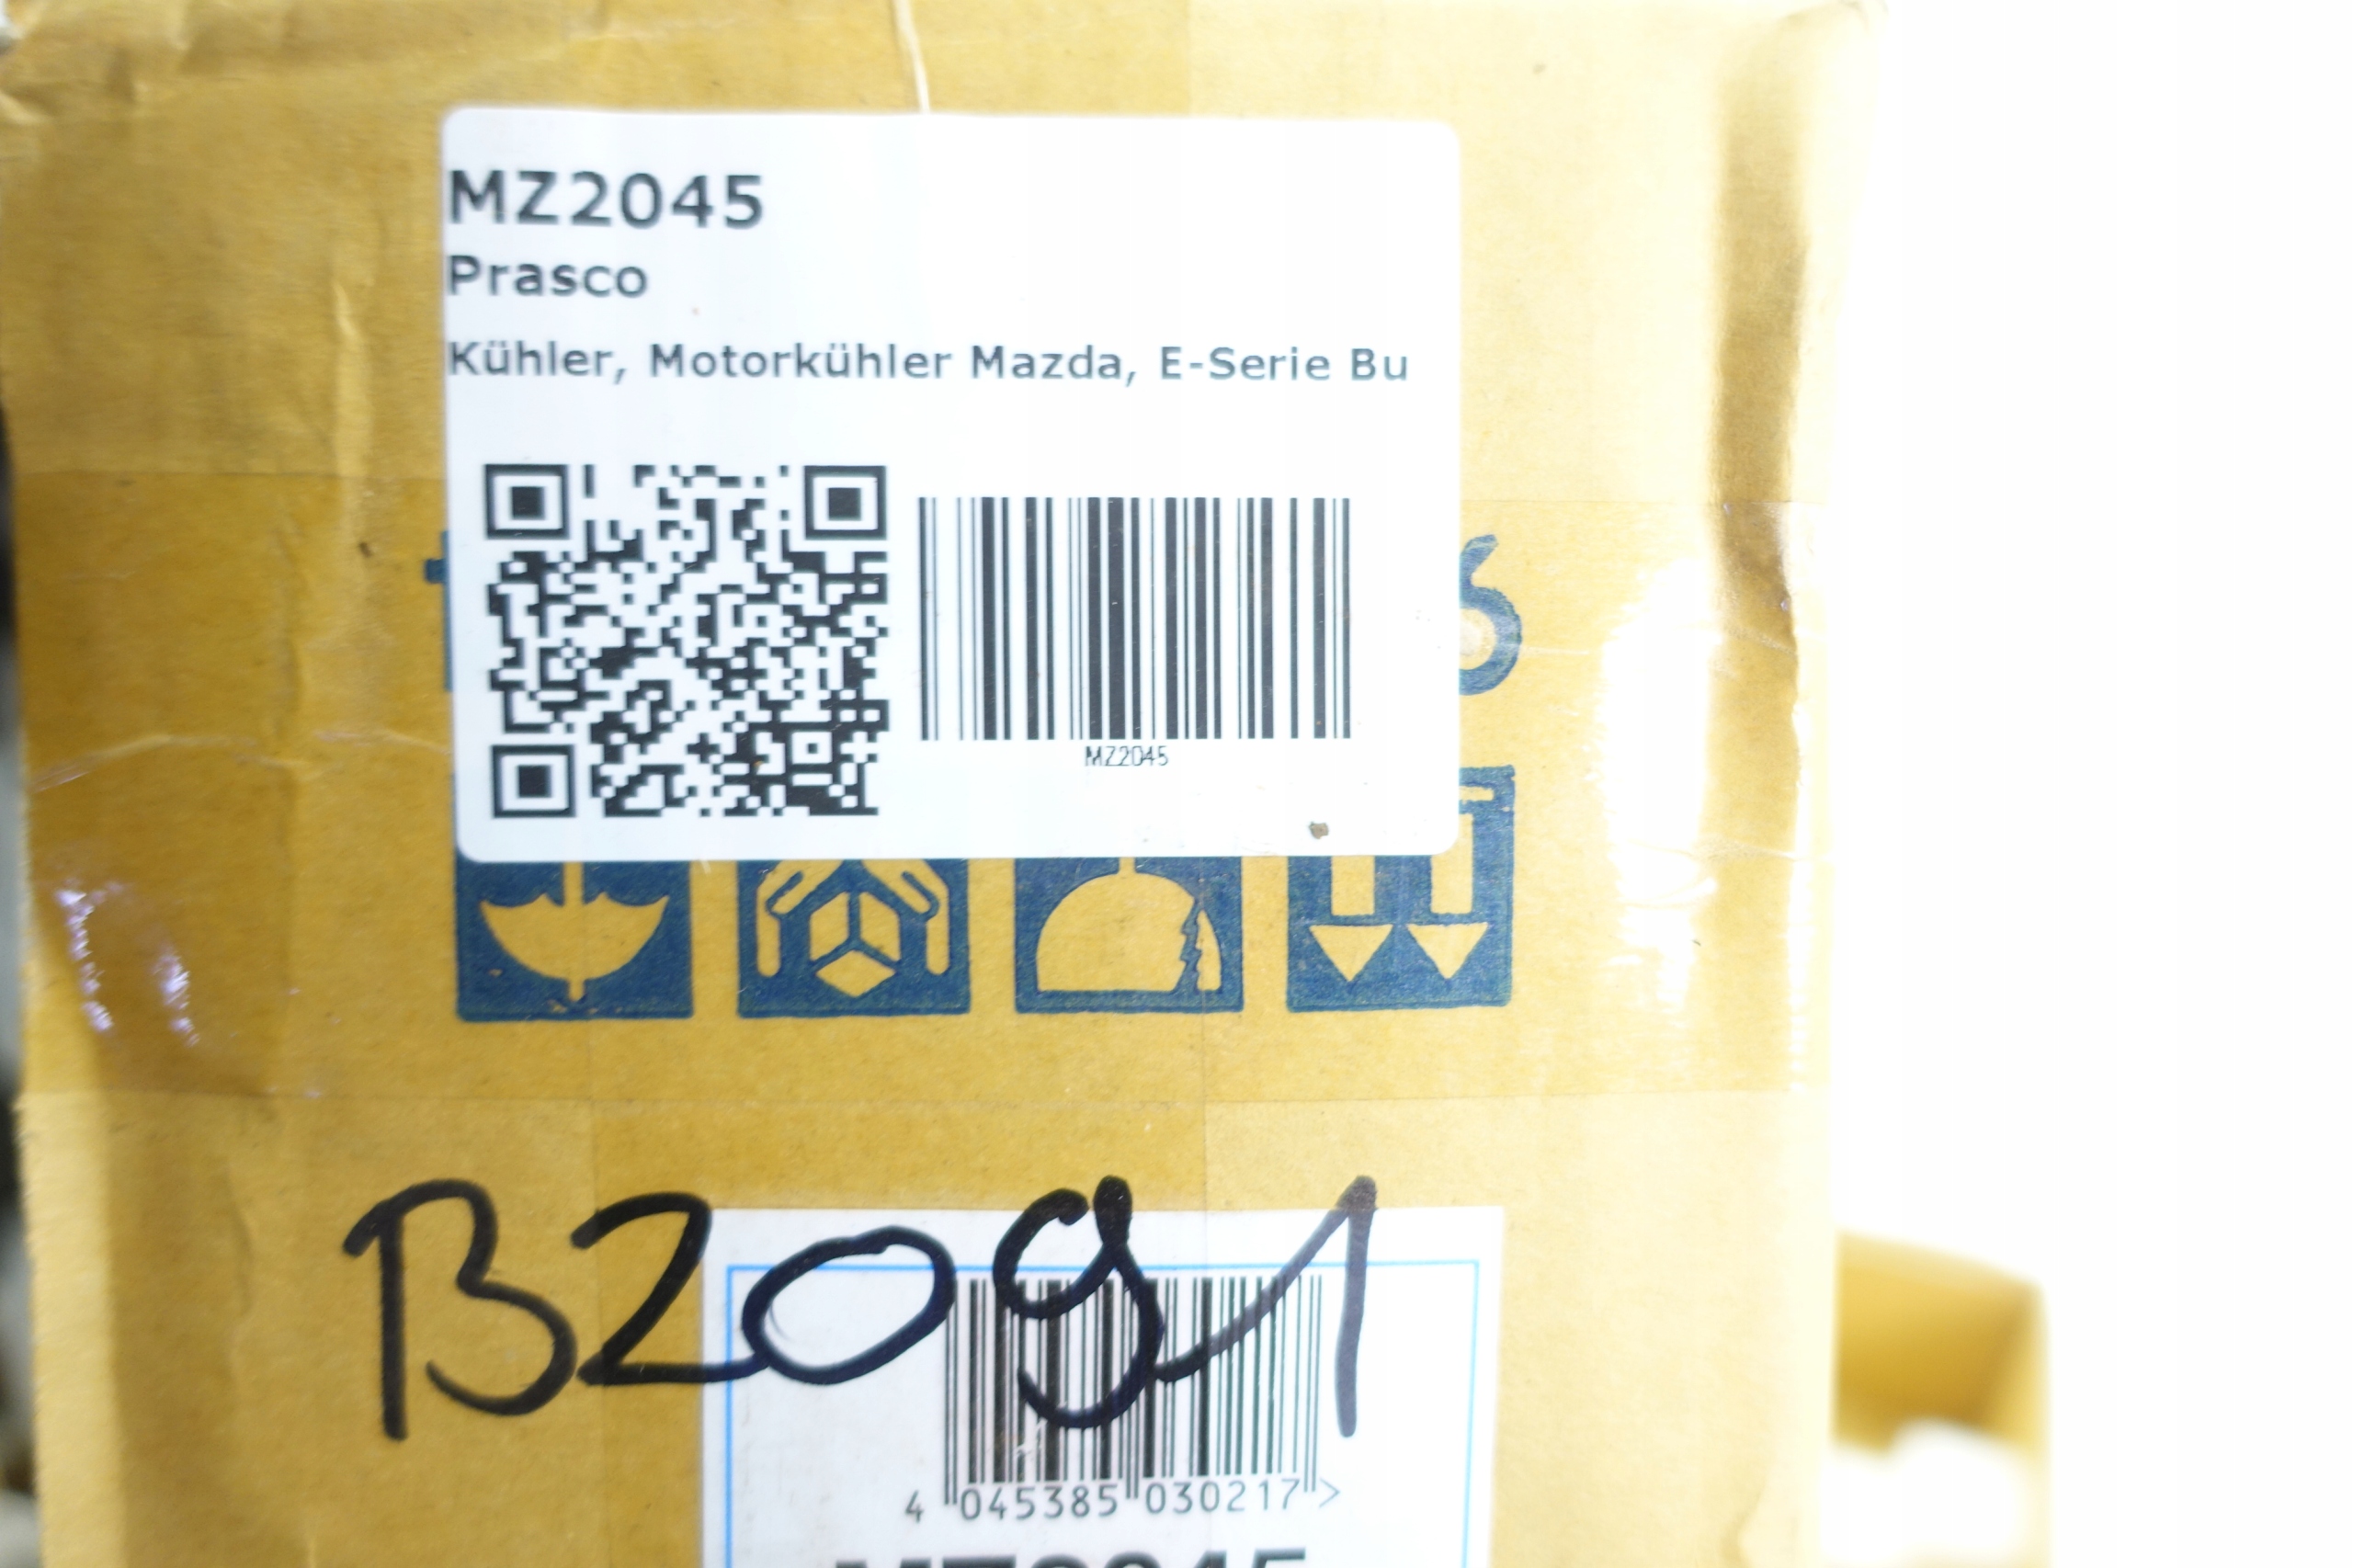 MZ2045
Prasco
Kühler, Motorkühler Mazda, E-Serie Bu
MZ2045
B2091
4 045385 030217 >